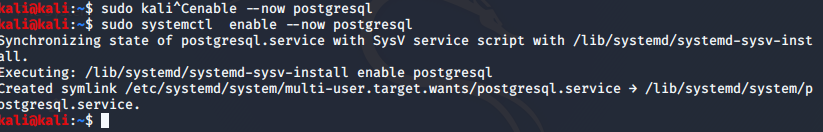 kali@kali:~$ sudo kali^Cenable --now postgresql
kali@kali:~$ sudo systemctl  enable --now postgresql
Synchronizing state of postgresql.service with SysV service script with /lib/systemd/systemd-sysv-inst
all.
Executing: /lib/systemd/systemd-sysv-install enable postgresql
Created symlink /etc/systemd/system/multi-user.target.wants/postgresql.service → /lib/systemd/system/p
ostgresql.service.
kali@kali:~$